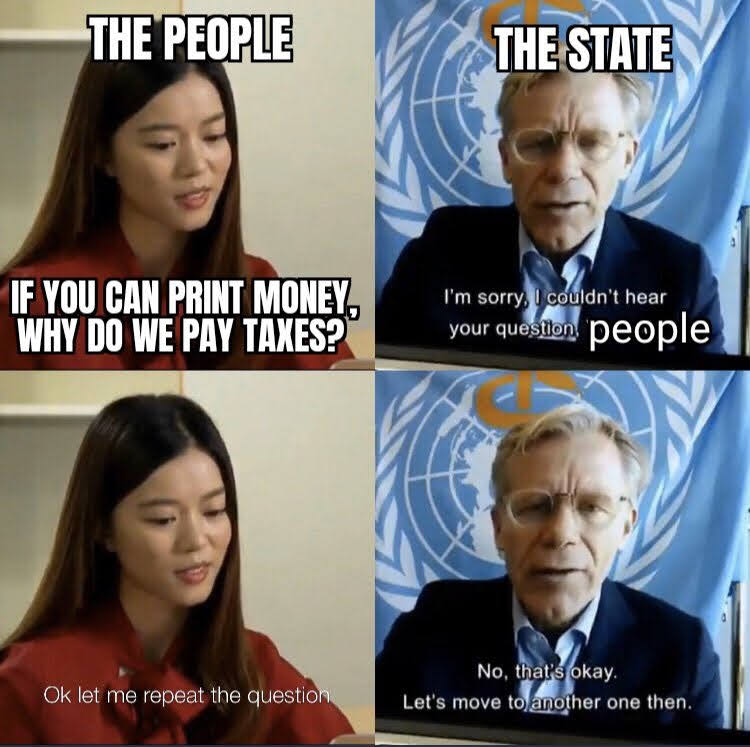 THE PEOPLE
IF YOU CAN PRINT MONEY,
WHY DO WE PAY TAXES?
THE STATE
I'm sorry, I couldn't hear
your question, people
Ok let me repeat the question
No, that's okay.
Let's move to another one then.